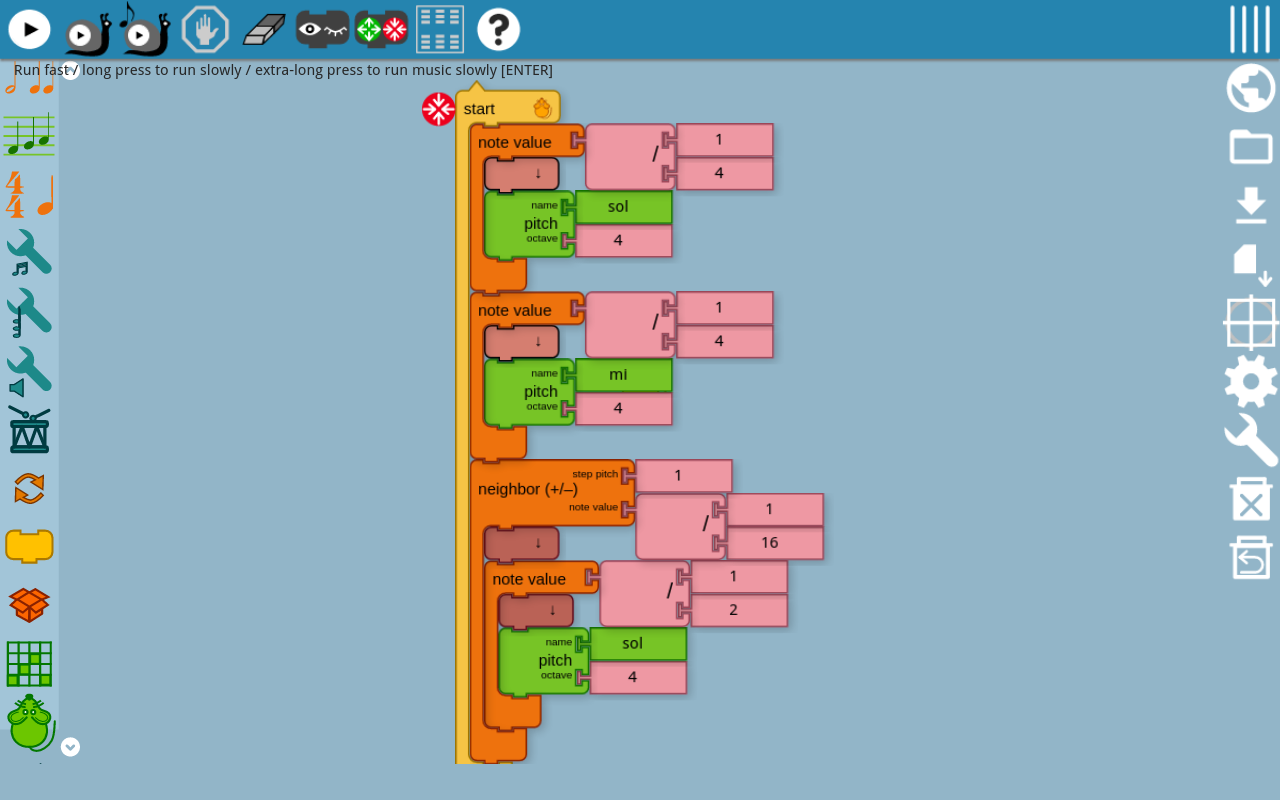 ?
Run fast / long press to run slowly / extra-long press to run music slowly [ENTER]
start
note value / 1
4
↓
name sol
pitch
octave 4
note value / 1
4
↓
name mi
pitch
octave 4
step pitch 1
neighbor (+/–)
note value / 1
16
↓
note value / 1
2
↓
name sol
pitch
octave 4
4
4